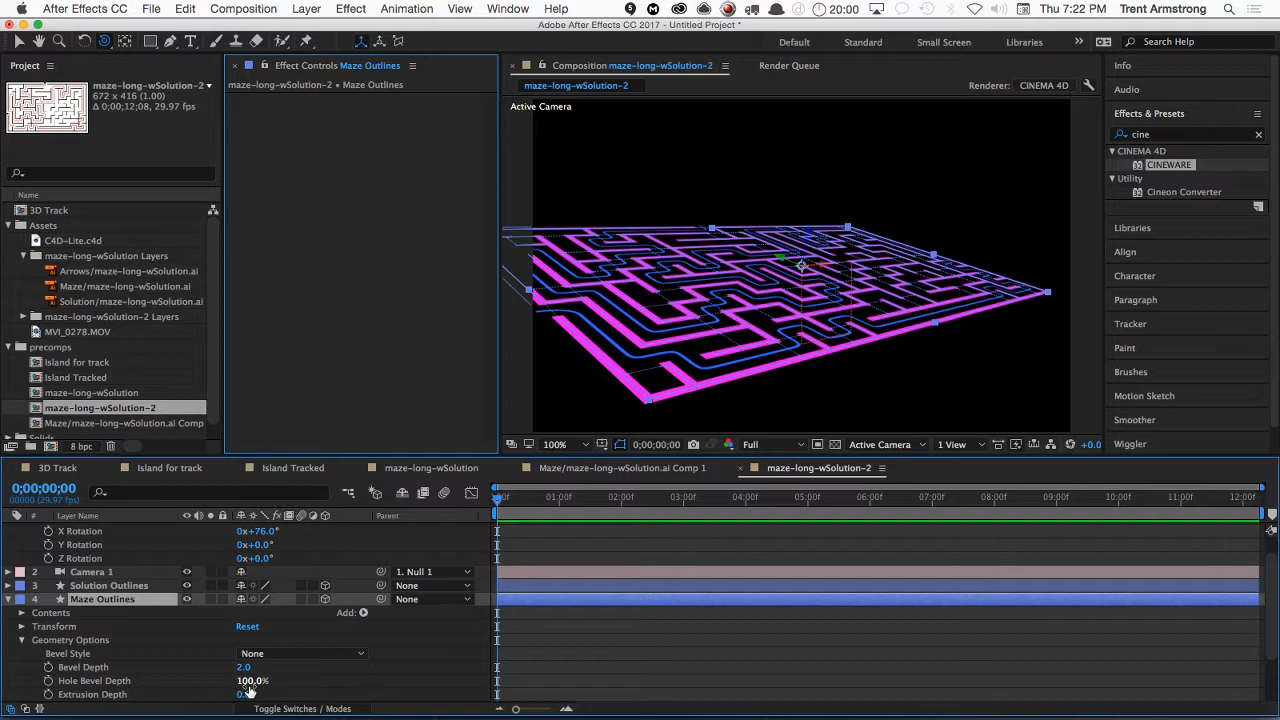 After Effects CC File Edit Composition Layer Effect Animation View Window Help 5 20:00 Thu 7:22 PM Trent Armstrong
Adobe After Effects CC 2017 - Untitled Project *
Default Standard Small Screen Libraries Search Help
Project
maze-long-wSolution-2
672 x 416 (1.00)
Δ 0;00;12;08, 29.97 fps
Name
3D Track
Assets
C4D-Lite.c4d
maze-long-wSolution Layers
Arrows/maze-long-wSolution.ai
Maze/maze-long-wSolution.ai
Solution/maze-long-wSolution.ai
maze-long-wSolution-2 Layers
MVI_0278.MOV
precomps
Island for track
Island Tracked
maze-long-wSolution
maze-long-wSolution-2
Maze/maze-long-wSolution.ai Comp
Solids
8 bpc
Effect Controls Maze Outlines
maze-long-wSolution-2 • Maze Outlines
Composition maze-long-wSolution-2 Render Queue
maze-long-wSolution-2 Renderer: CINEMA 4D
Active Camera
100% 0;00;00;00 Full Active Camera 1 View +0.0
Info
Audio
Effects & Presets
cine
CINEMA 4D
CINEWARE
Utility
Cineon Converter
Libraries
Align
Character
Paragraph
Tracker
Paint
Brushes
Motion Sketch
Smoother
Wiggler
3D Track Island for track Island Tracked maze-long-wSolution Maze/maze-long-wSolution.ai Comp 1 maze-long-wSolution-2
0;00;00;00
00000 (29.97 fps)
:00f 01:00f 02:00f 03:00f 04:00f 05:00f 06:00f 07:00f 08:00f 09:00f 10:00f 11:00f 12:00f
# Layer Name Parent
X Rotation 0x+76.0°
Y Rotation 0x+0.0°
Z Rotation 0x+0.0°
2 Camera 1 1. Null 1
3 Solution Outlines None
4 Maze Outlines None
Contents Add:
Transform Reset
Geometry Options
Bevel Style None
Bevel Depth 2.0
Hole Bevel Depth 100.0%
Extrusion Depth
Toggle Switches / Modes